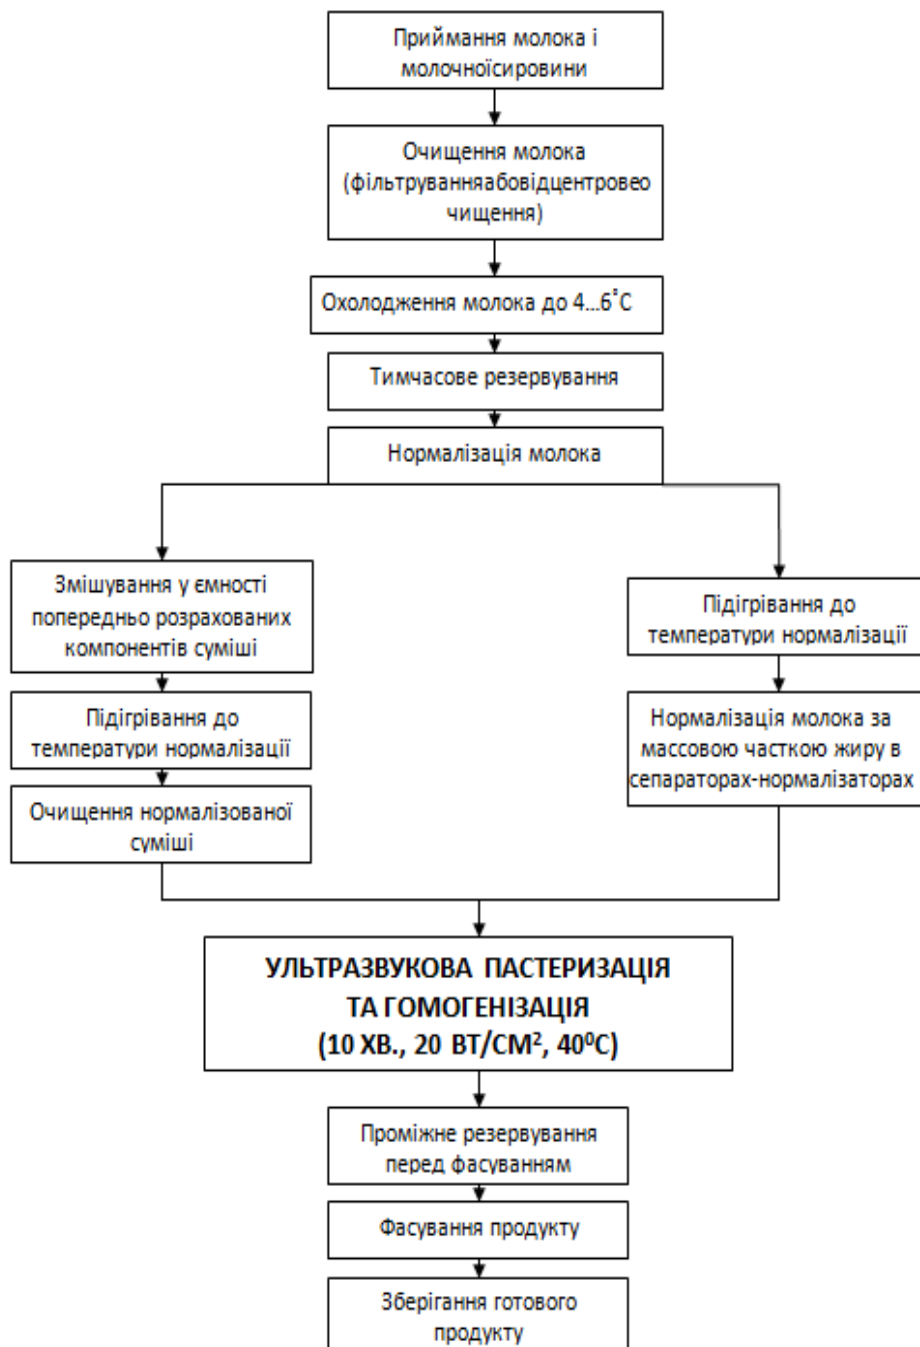 Приймання молока і
молочноїсировини
Очищення молока
(фільтруванняабовідцентровео
чищення)
Охолодження молока до 4...6˚С
Тимчасове резервування
Нормалізація молока
Змішування у ємності
попередньо розрахованих
компонентів суміші
Підігрівання до
температури нормалізації
Очищення нормалізованої
суміші
Підігрівання до
температури нормалізації
Нормалізація молока за
массовою часткою жиру в
сепараторах-нормалізаторах
УЛЬТРАЗВУКОВА ПАСТЕРИЗАЦІЯ
ТА ГОМОГЕНІЗАЦІЯ
(10 ХВ., 20 ВТ/СМ², 40⁰С)
Проміжне резервування
перед фасуванням
Фасування продукту
Зберігання готового
продукту